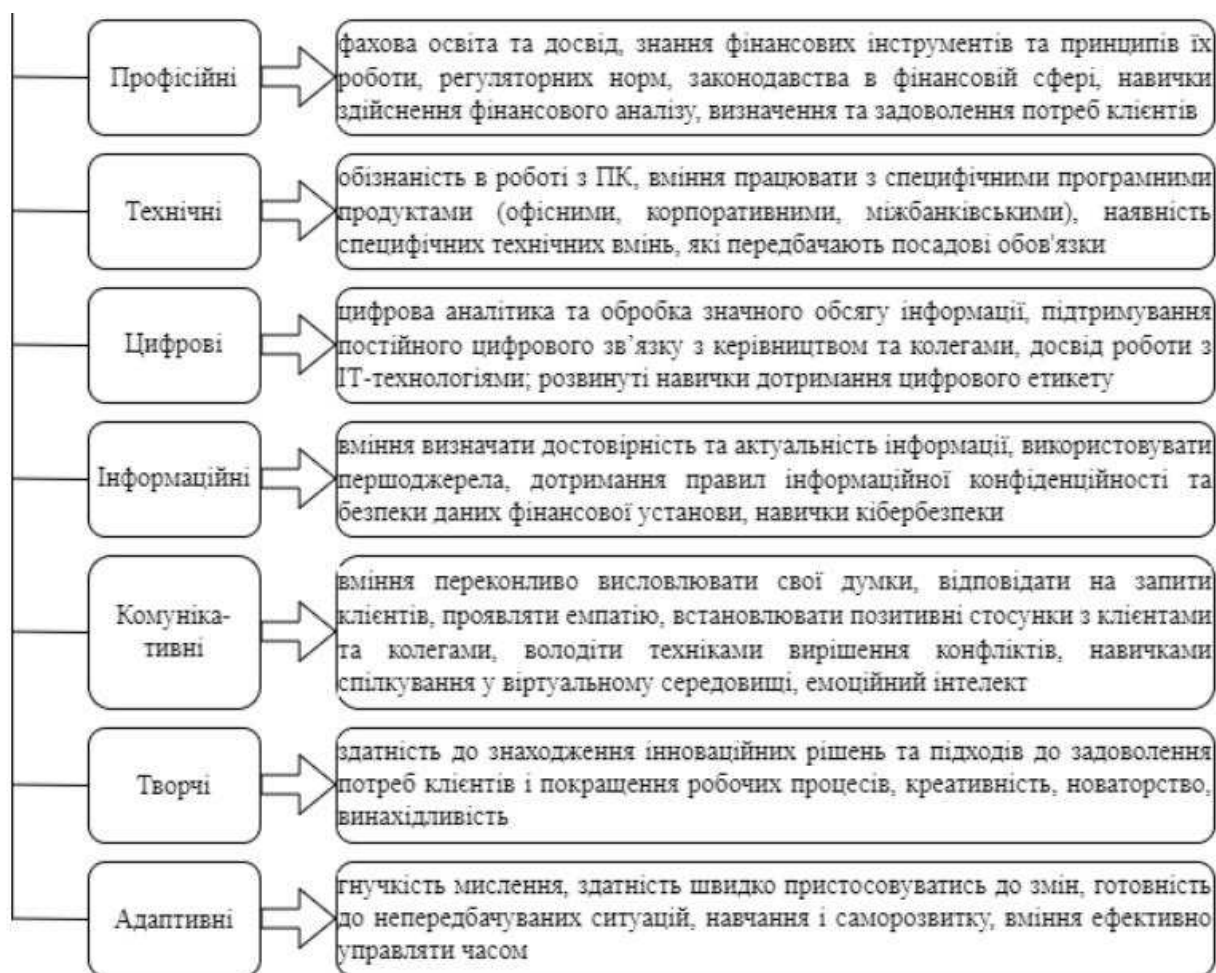 Професійні
фахова освіта та досвід, знання фінансових інструментів та принципів їх
роботи, регуляторних норм, законодавства в фінансовій сфері, навички
здійснення фінансового аналізу, визначення та задоволення потреб клієнтів
Технічні
обізнаність в роботі з ПК, вміння працювати з специфічними програмними
продуктами (офісними, корпоративними, міжбанківськими), наявність
специфічних технічних вмінь, які передбачають посадові обов'язки
Цифрові
цифрова аналітика та обробка значного обсягу інформації, підтримування
постійного цифрового зв’язку з керівництвом та колегами, досвід роботи з
ІТ-технологіями; розвинуті навички дотримання цифрового етикету
Інформаційні
вміння визначати достовірність та актуальність інформації, використовувати
першоджерела, дотримання правил інформаційної конфіденційності та
безпеки даних фінансової установи, навички кібербезпеки
Комуніка-
тивні
вміння переконливо висловлювати свої думки, відповідати на запити
клієнтів, проявляти емпатію, встановлювати позитивні стосунки з клієнтами
та колегами, володіти техніками вирішення конфліктів, навичками
спілкування у віртуальному середовищі, емоційний інтелект
Творчі
здатність до знаходження інноваційних рішень та підходів до задоволення
потреб клієнтів і покращення робочих процесів, креативність, новаторство,
винахідливість
Адаптивні
гнучкість мислення, здатність швидко пристосовуватись до змін, готовність
до непередбачуваних ситуацій, навчання і саморозвитку, вміння ефективно
управляти часом